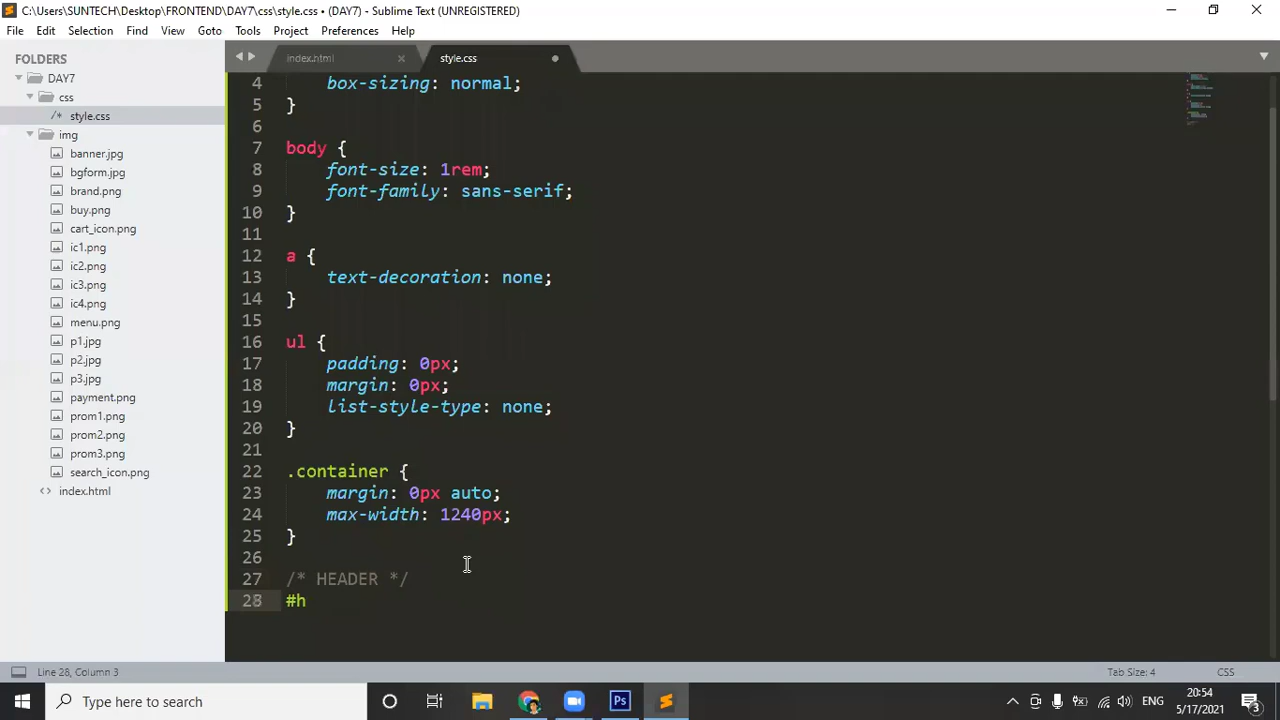 C:\Users\SUNTECH\Desktop\FRONTEND\DAY7\css\style.css • (DAY7) - Sublime Text (UNREGISTERED)
File Edit Selection Find View Goto Tools Project Preferences Help
FOLDERS
DAY7
css
/* style.css
img
banner.jpg
bgform.jpg
brand.png
buy.png
cart_icon.png
ic1.png
ic2.png
ic3.png
ic4.png
menu.png
p1.jpg
p2.jpg
p3.jpg
payment.png
prom1.png
prom2.png
prom3.png
search_icon.png
<> index.html
index.html
style.css
4 box-sizing: normal;
5 }
6
7 body {
8 font-size: 1rem;
9 font-family: sans-serif;
10 }
11
12 a {
13 text-decoration: none;
14 }
15
16 ul {
17 padding: 0px;
18 margin: 0px;
19 list-style-type: none;
20 }
21
22 .container {
23 margin: 0px auto;
24 max-width: 1240px;
25 }
26
27 /* HEADER */
28 #h
Line 28, Column 3
Tab Size: 4
CSS
Type here to search
Ps
ENG
20:54
5/17/2021
3